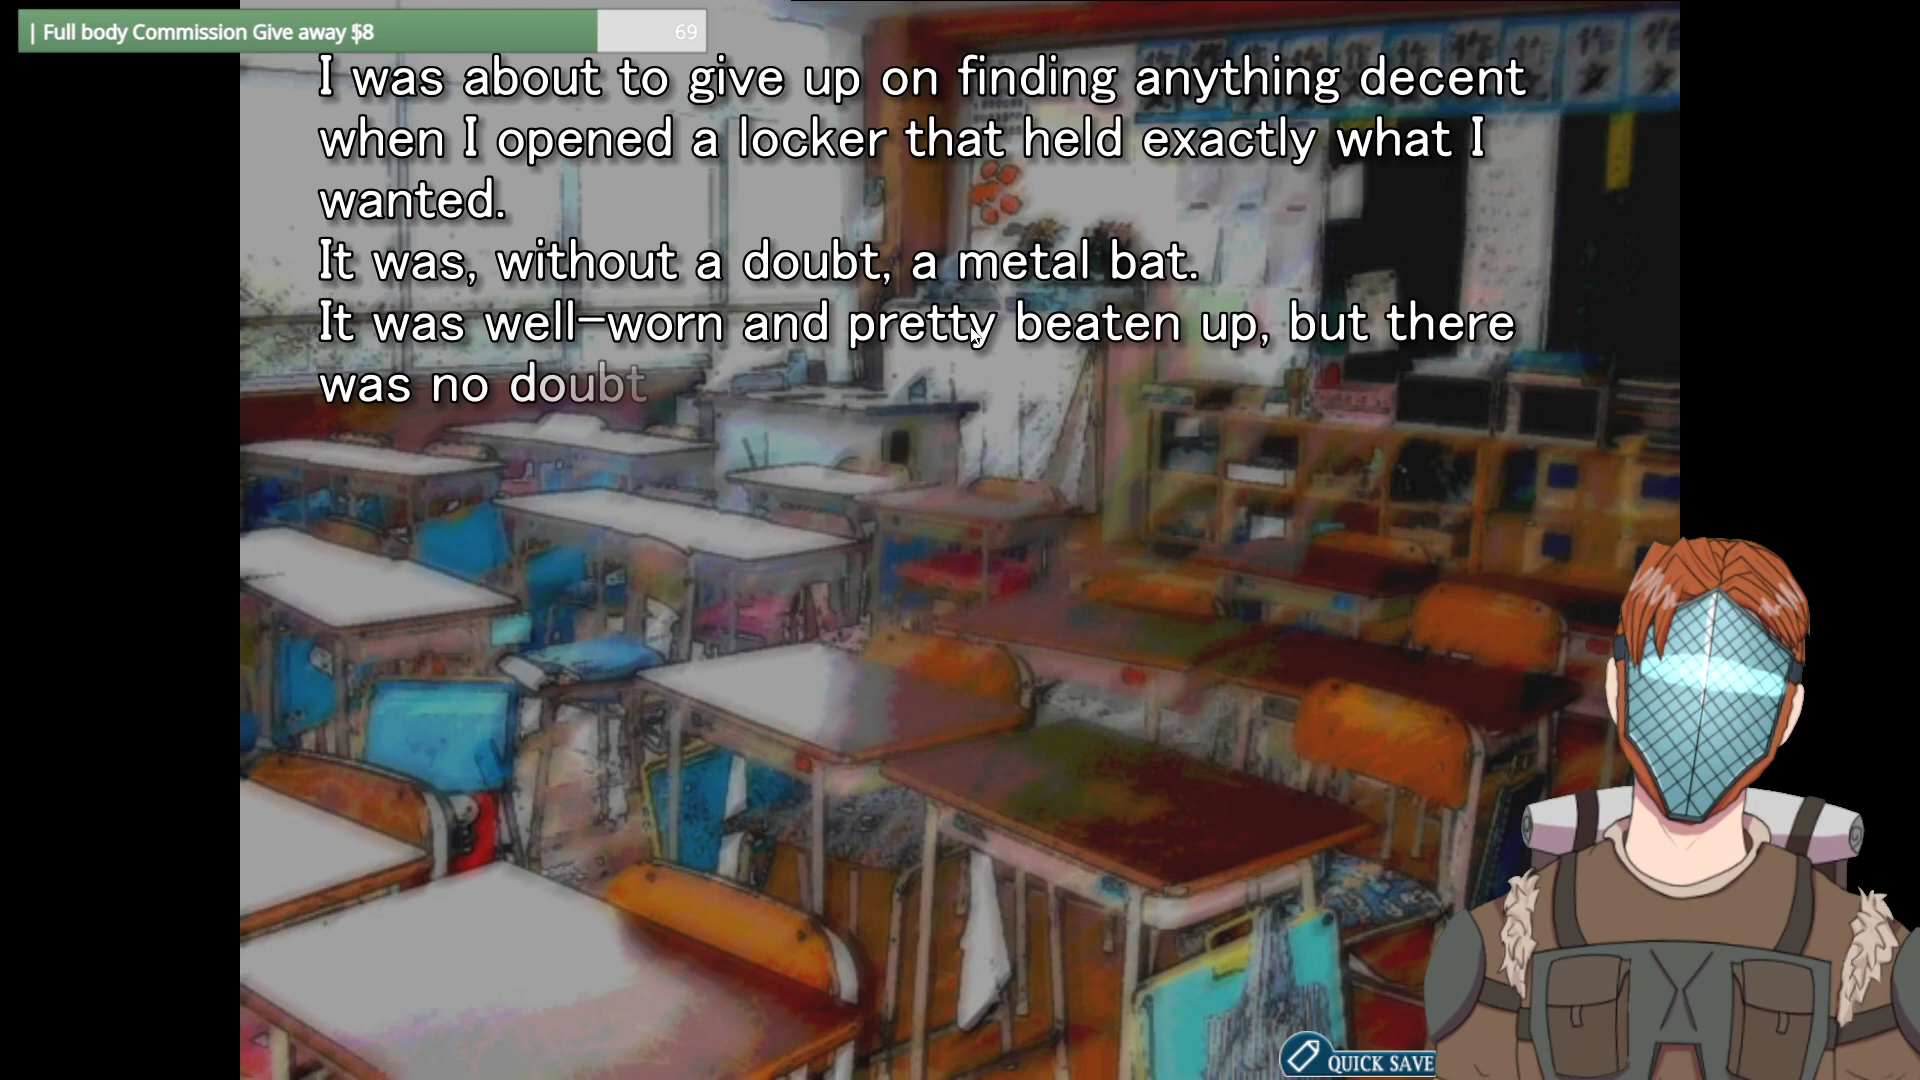 | Full body Commission Give away $8
69
I was about to give up on finding anything decent
when I opened a locker that held exactly what I
wanted.
It was, without a doubt, a metal bat.
It was well-worn and pretty beaten up, but there
was no doubt
QUICK SAVE